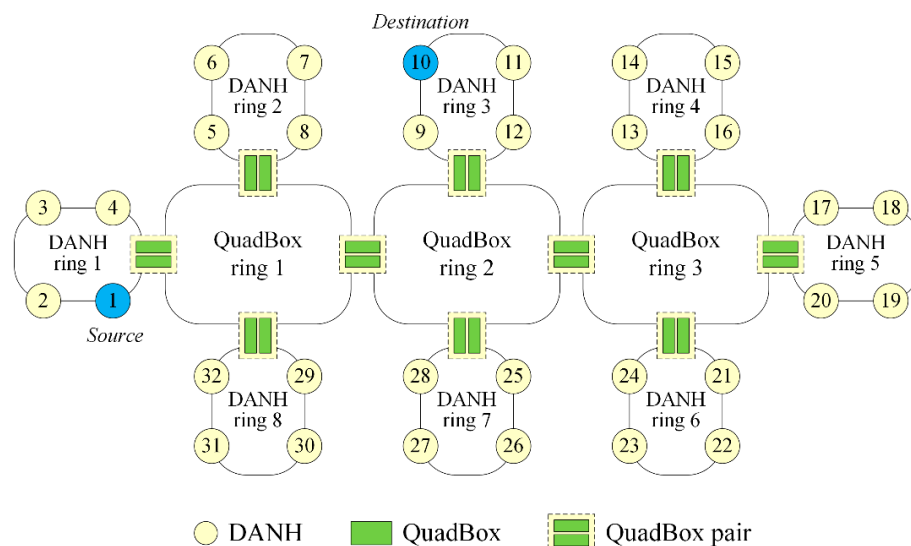 Destination
6
7
DANH
ring 2
5
8
10
11
DANH
ring 3
9
12
14
15
DANH
ring 4
13
16
3
4
DANH
ring 1
2
1
Source
QuadBox
ring 1
QuadBox
ring 2
QuadBox
ring 3
17
18
DANH
ring 5
20
19
32
29
DANH
ring 8
31
30
28
25
DANH
ring 7
27
26
24
21
DANH
ring 6
23
22
DANH
QuadBox
QuadBox pair